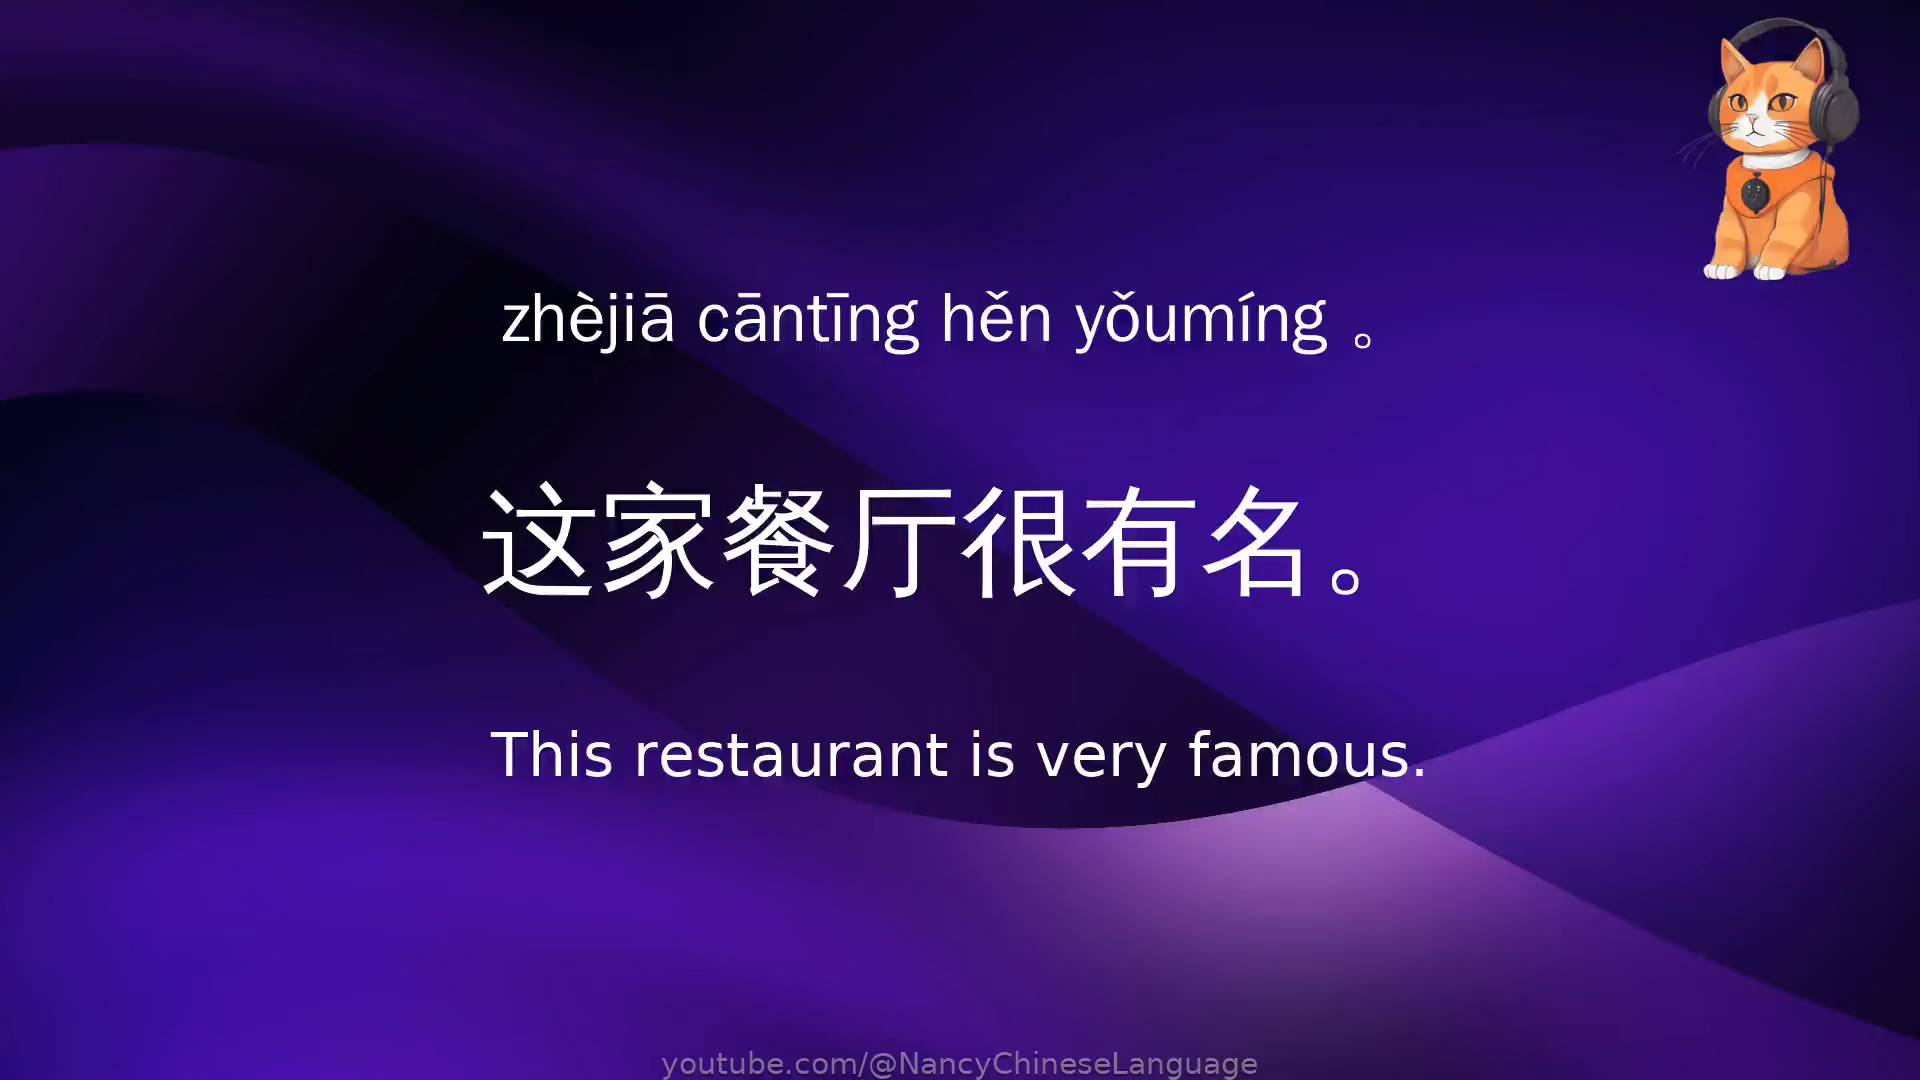 zhèjiā cāntīng hěn yǒumíng 。
这家餐厅很有名。
This restaurant is very famous.
youtube.com/@NancyChineseLanguage